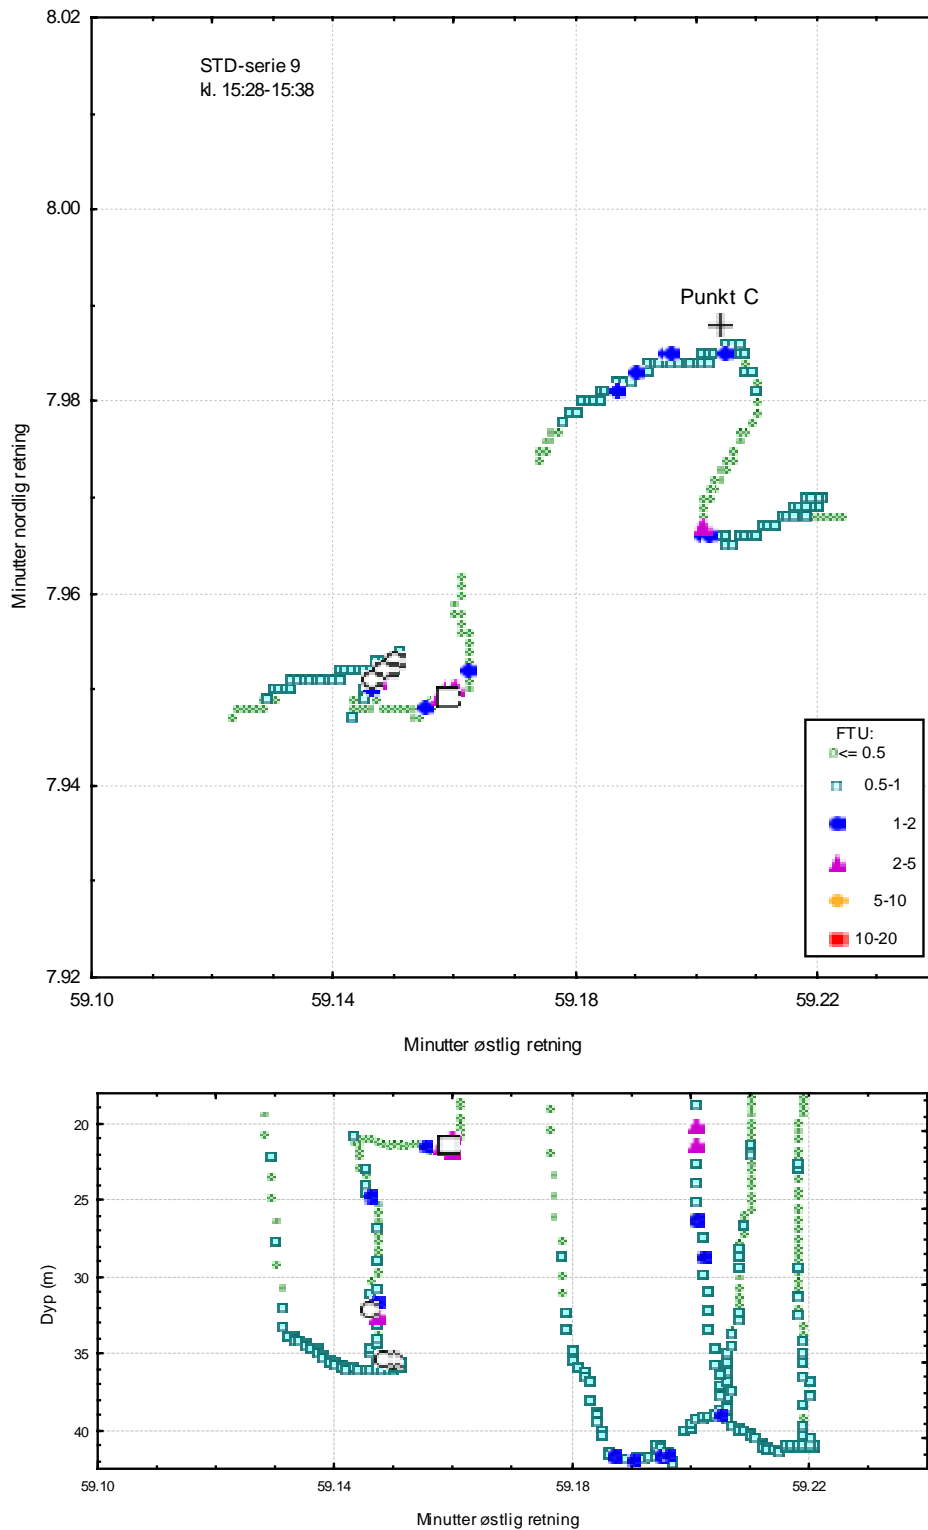 8.02
STD-serie 9
kl. 15:28-15:38
8.00
Punkt C
7.98
Minutter nordlig retning
7.96
7.94
FTU:
<= 0.5
0.5-1
1-2
2-5
5-10
10-20
7.92
59.10 59.14 59.18 59.22
Minutter østlig retning
20
25
30
35
40
Dyp (m)
59.10 59.14 59.18 59.22
Minutter østlig retning